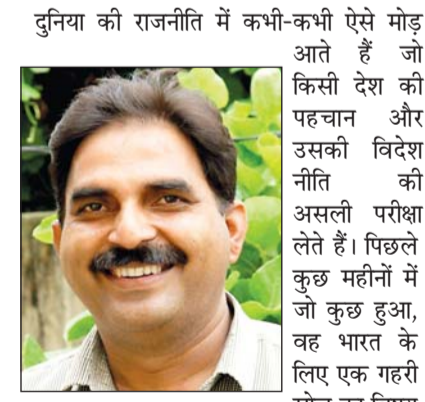 दुनिया की राजनीति में कभी-कभी ऐसे मोड़
आते हैं जो
किसी देश की
पहचान और
उसकी विदेश
नीति की
असली परीक्षा
लेते हैं। पिछले
कुछ महीनों में
जो कुछ हुआ,
वह भारत के
लिए एक गहरी